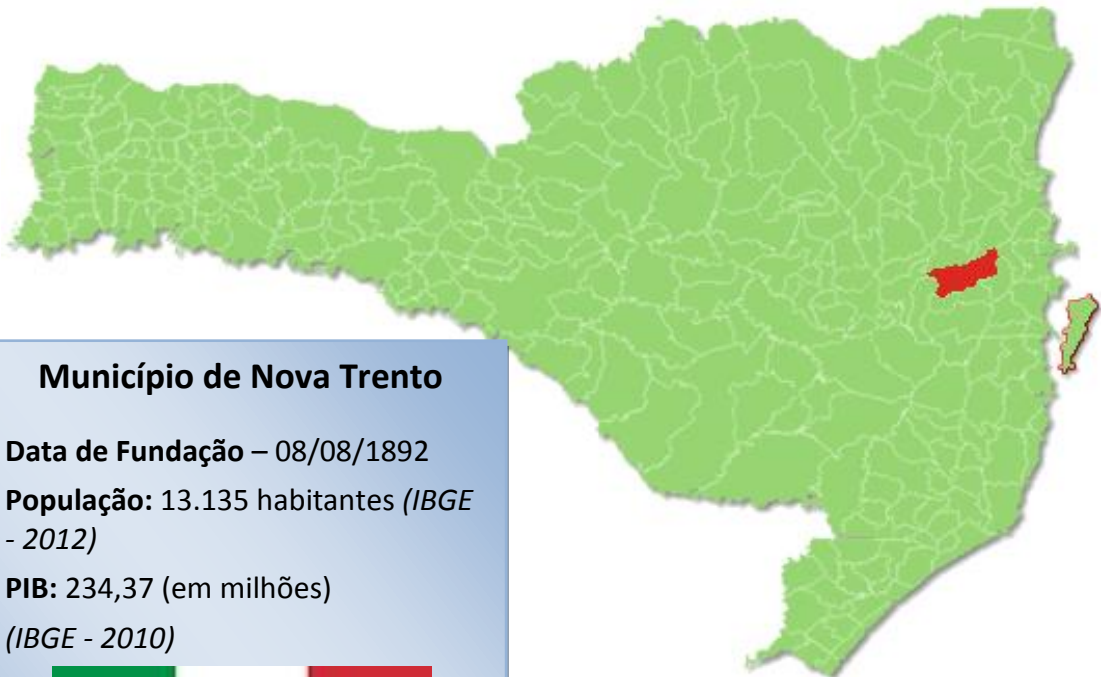 Município de Nova Trento
Data de Fundação – 08/08/1892
População: 13.135 habitantes (IBGE
- 2012)
PIB: 234,37 (em milhões)
(IBGE - 2010)